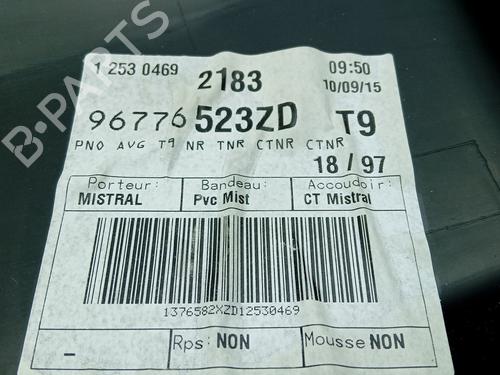 B-PARTS
1 253 0469
2183
09:50
10/09/15
96776 523ZD T9
PNO AVG T9 NR TNR CTNR CTNR
18 / 97
Porteur: Bandeau: Accoudoir:
MISTRAL Pvc Mist CT Mistral
1376582XZD12530469
_ Rps: NON Mousse NON